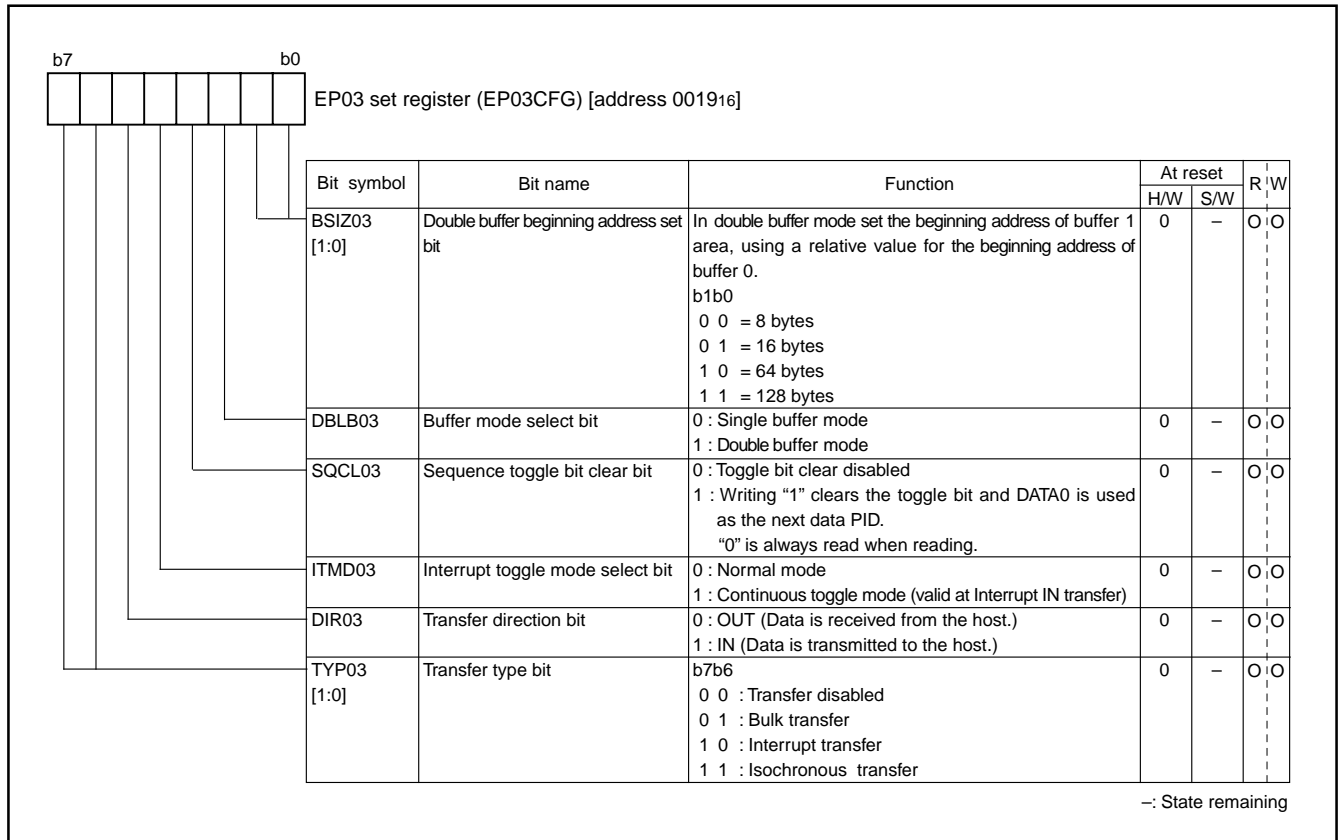 b7 b0
EP03 set register (EP03CFG) [address 001916]
Bit symbol Bit name Function At reset R W
H/W S/W
BSIZ03 Double buffer beginning address set In double buffer mode set the beginning address of buffer 1 0 – O O
[1:0] bit area, using a relative value for the beginning address of
buffer 0.
b1b0
0 0 = 8 bytes
0 1 = 16 bytes
1 0 = 64 bytes
1 1 = 128 bytes
DBLB03 Buffer mode select bit 0 : Single buffer mode 0 – O O
1 : Double buffer mode
SQCL03 Sequence toggle bit clear bit 0 : Toggle bit clear disabled 0 – O O
1 : Writing “1” clears the toggle bit and DATA0 is used
as the next data PID.
“0” is always read when reading.
ITMD03 Interrupt toggle mode select bit 0 : Normal mode 0 – O O
1 : Continuous toggle mode (valid at Interrupt IN transfer)
DIR03 Transfer direction bit 0 : OUT (Data is received from the host.) 0 – O O
1 : IN (Data is transmitted to the host.)
TYP03 Transfer type bit b7b6 0 – O O
[1:0] 0 0 : Transfer disabled
0 1 : Bulk transfer
1 0 : Interrupt transfer
1 1 : Isochronous transfer
–: State remaining